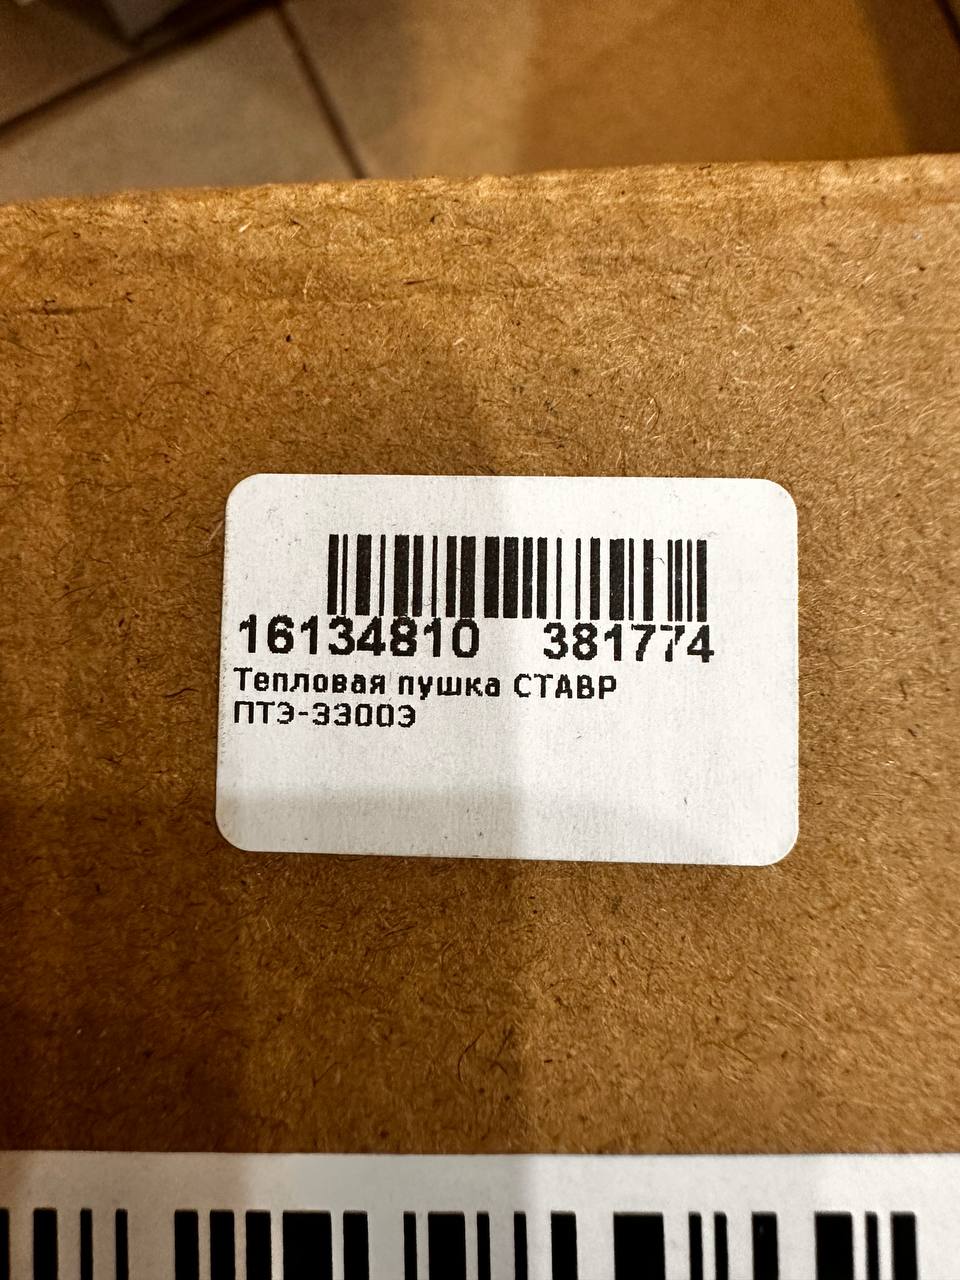 16134810 381774
Тепловая пушка СТАВР
ПТЭ-3300Э